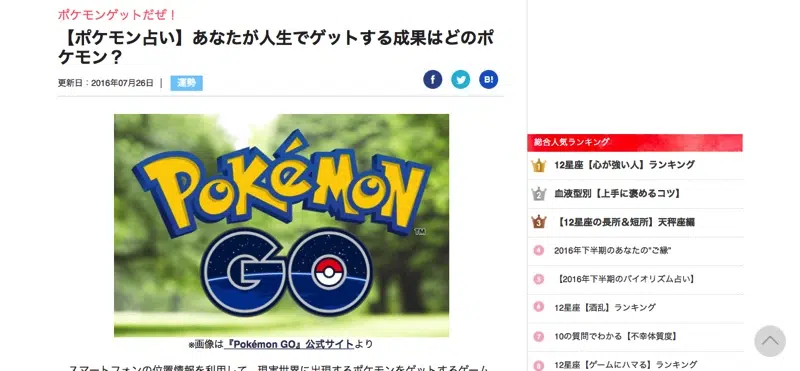 ポケモンゲットだぜ！
【ポケモン占い】あなたが人生でゲットする成果はどのポ
ケモン？
更新日：2016年07月26日 | 運勢
f B!
POKéMON
TM
GO
※画像は『Pokémon GO』公式サイトより
スマートフォンの位置情報を利用して、現実世界に出現するポケモンをゲットするゲーム
総合人気ランキング
1 12星座【心が強い人】ランキング
2 血液型別【上手に褒めるコツ】
3 【12星座の長所＆短所】天秤座編
4 2016年下半期のあなたの"ご縁"
5 【2016年下半期のバイオリズム占い】
6 12星座【酒乱】ランキング
7 10の質問でわかる【不幸体質度】
8 12星座【ゲームにハマる】ランキング